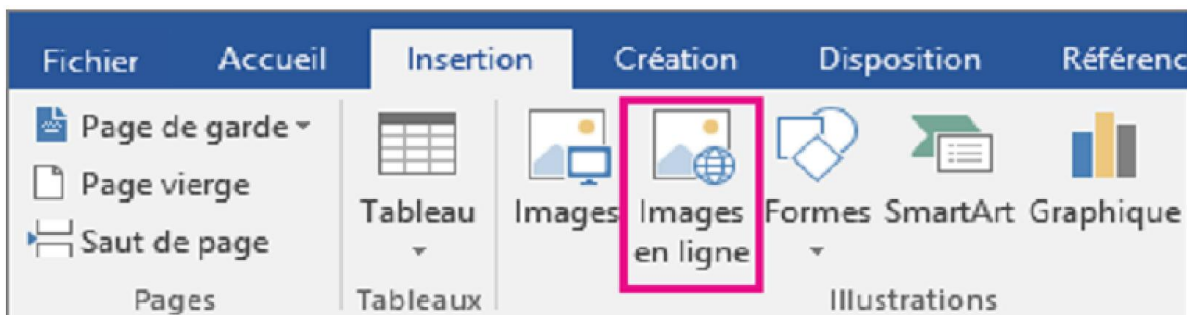 Fichier Accueil Insertion Création Disposition Référenc
Page de garde
Page vierge
Saut de page
Tableau
Images
Images
en ligne
Formes
SmartArt
Graphique
Pages
Tableaux
Illustrations